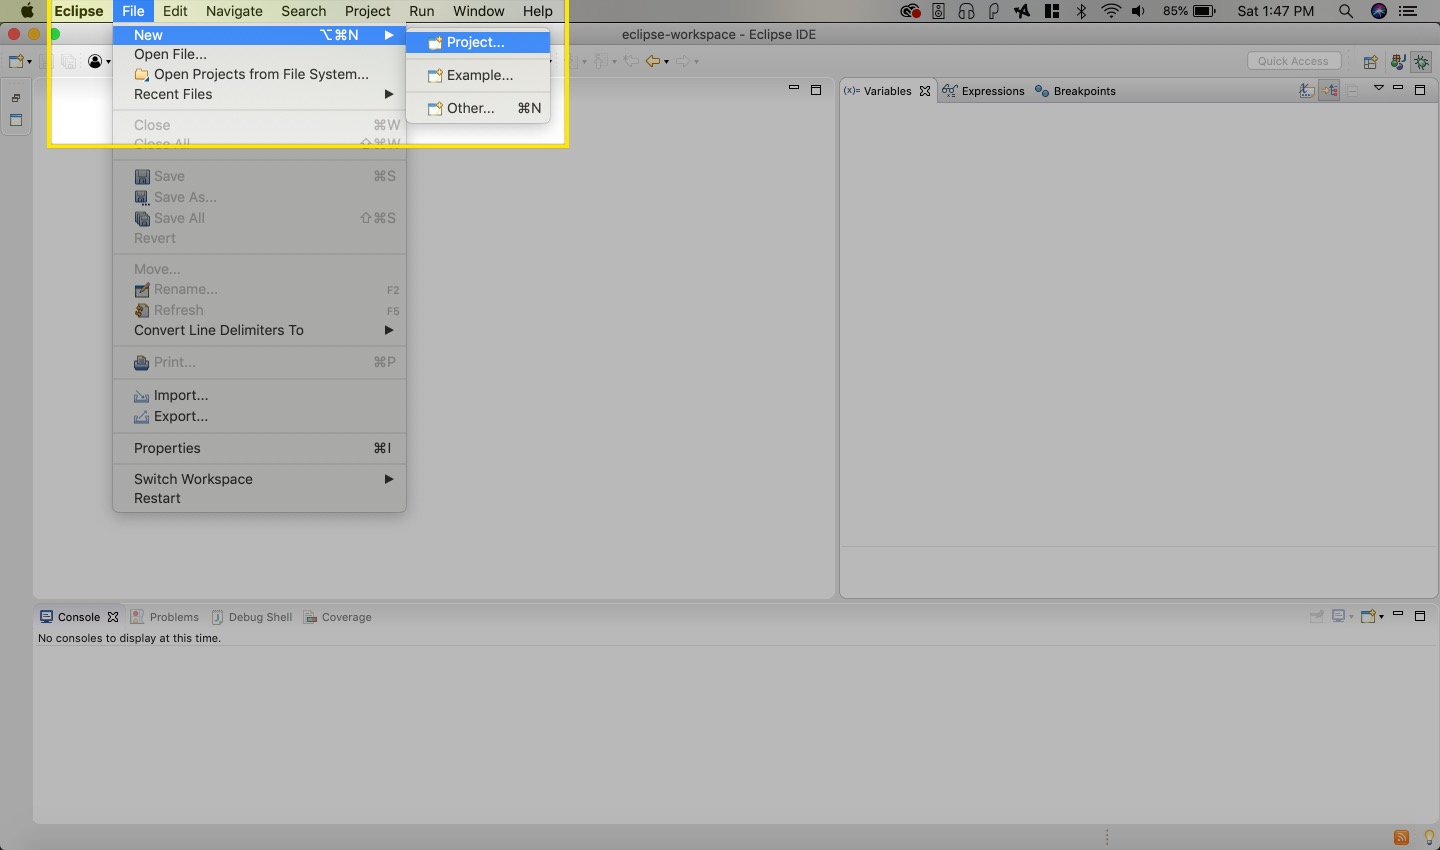 Eclipse File Edit Navigate Search Project Run Window Help 85% Sat 1:47 PM
eclipse-workspace - Eclipse IDE
New ⌥⌘N ▶
Open File...
Open Projects from File System...
Recent Files ▶
Close ⌘W
Close All ⇧⌘W
Save ⌘S
Save As...
Save All ⇧⌘S
Revert
Move...
Rename... F2
Refresh F5
Convert Line Delimiters To ▶
Print... ⌘P
Import...
Export...
Properties ⌘I
Switch Workspace ▶
Restart
Project...
Example...
Other... ⌘N
Quick Access
(x)= Variables Expressions Breakpoints
Console Problems Debug Shell Coverage
No consoles to display at this time.